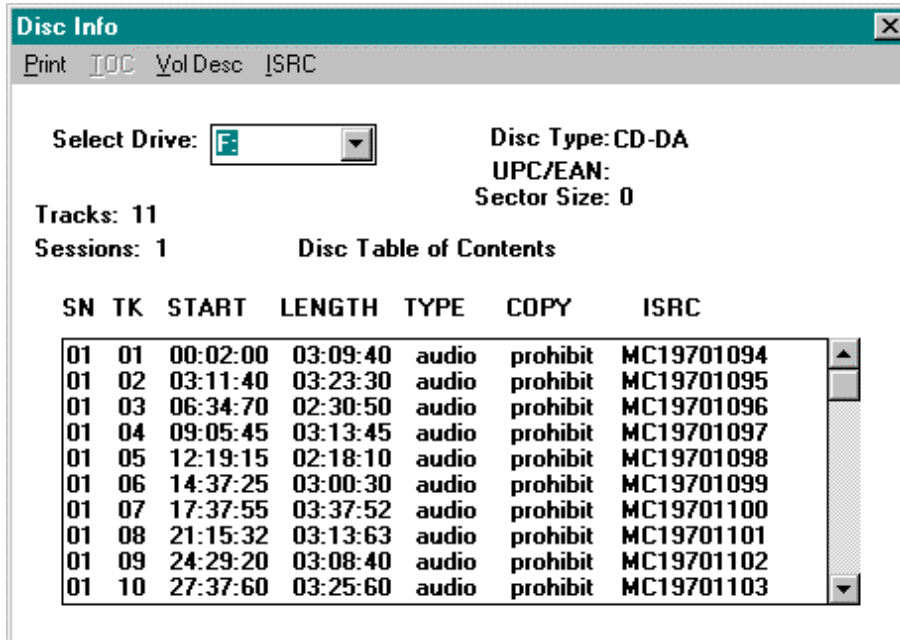 Disc Info
Print TOC Vol Desc ISRC
Select Drive: F:
Disc Type: CD-DA
UPC/EAN:
Sector Size: 0
Tracks: 11
Sessions: 1
Disc Table of Contents
SN TK START LENGTH TYPE COPY ISRC
01 01 00:02:00 03:09:40 audio prohibit MC19701094
01 02 03:11:40 03:23:30 audio prohibit MC19701095
01 03 06:34:70 02:30:50 audio prohibit MC19701096
01 04 09:05:45 03:13:45 audio prohibit MC19701097
01 05 12:19:15 02:18:10 audio prohibit MC19701098
01 06 14:37:25 03:00:30 audio prohibit MC19701099
01 07 17:37:55 03:37:52 audio prohibit MC19701100
01 08 21:15:32 03:13:63 audio prohibit MC19701101
01 09 24:29:20 03:08:40 audio prohibit MC19701102
01 10 27:37:60 03:25:60 audio prohibit MC19701103